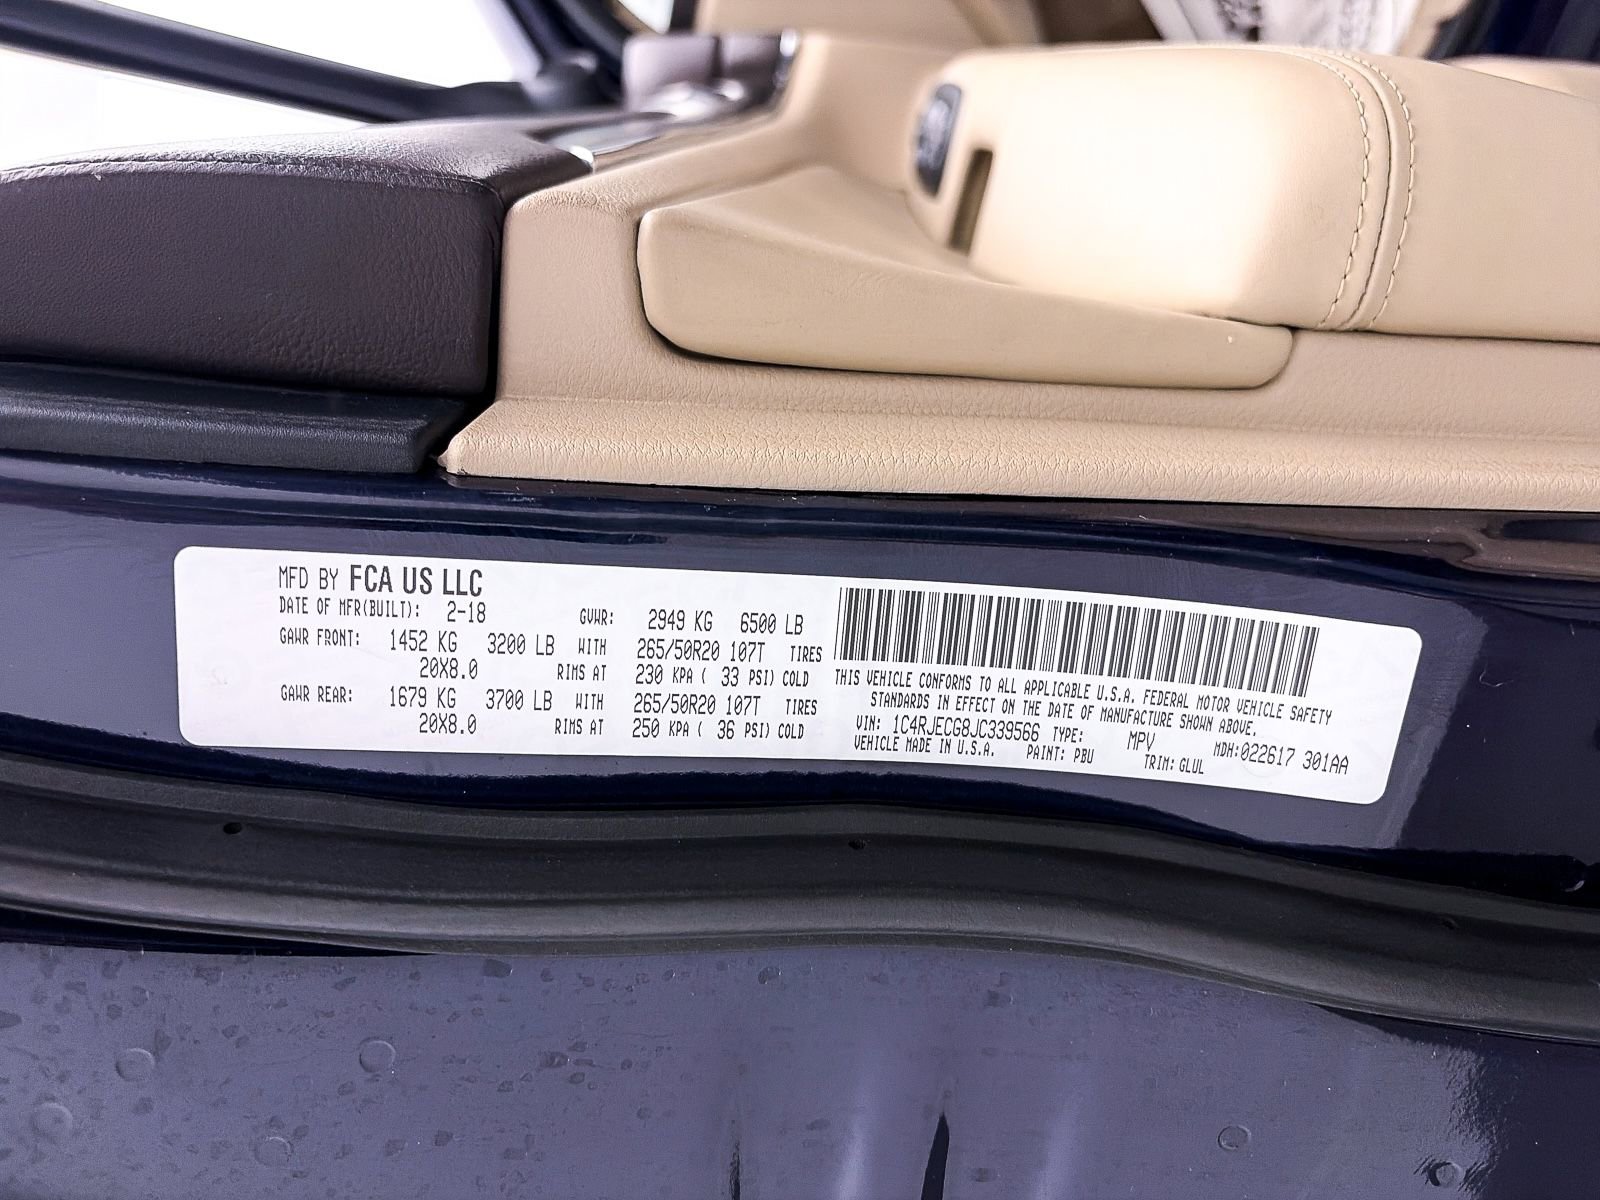 MFD BY FCA US LLC
DATE OF MFR(BUILT): 2-18 GVWR: 2949 KG 6500 LB
GAWR FRONT: 1452 KG 3200 LB WITH 265/50R20 107T TIRES
20X8.0 RIMS AT 230 KPA ( 33 PSI) COLD
GAWR REAR: 1679 KG 3700 LB WITH 265/50R20 107T TIRES
20X8.0 RIMS AT 250 KPA ( 36 PSI) COLD
THIS VEHICLE CONFORMS TO ALL APPLICABLE U.S.A. FEDERAL MOTOR VEHICLE SAFETY
STANDARDS IN EFFECT ON THE DATE OF MANUFACTURE SHOWN ABOVE.
VIN: 1C4RJECG8JC339566 TYPE: MPV MDH:022617 301AA
VEHICLE MADE IN U.S.A. PAINT: PBU TRIM: GLUL